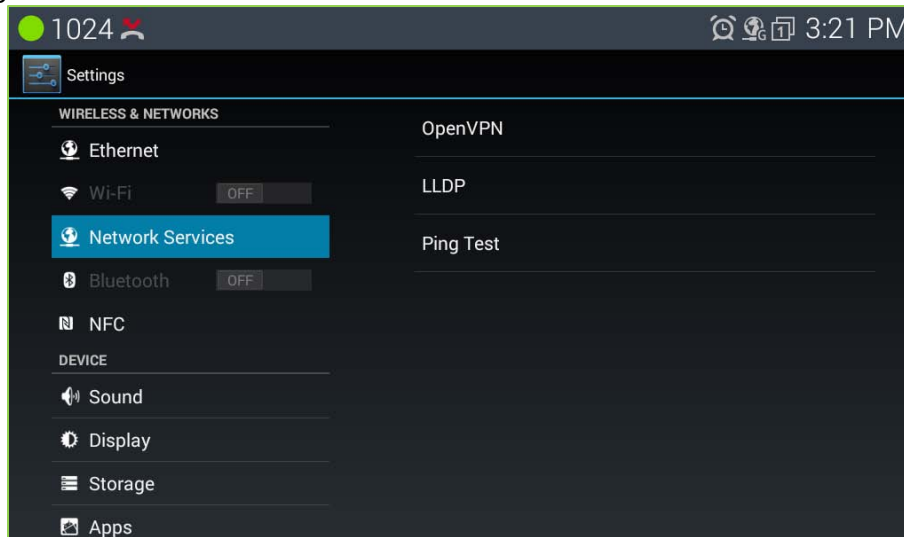 1024
3:21 PM
Settings
WIRELESS & NETWORKS
Ethernet
Wi-Fi OFF
Network Services
Bluetooth OFF
NFC
DEVICE
Sound
Display
Storage
Apps
OpenVPN
LLDP
Ping Test